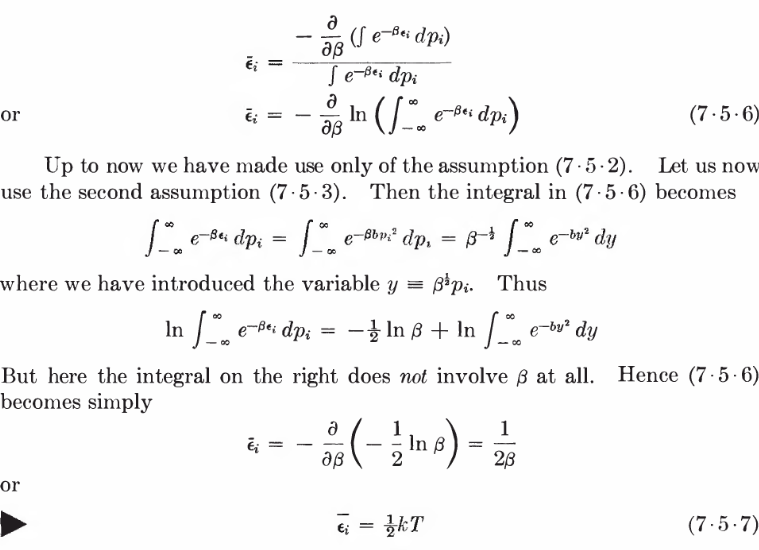 ε̄ᵢ = − ∂/∂β (∫ e^{−βεᵢ} dpᵢ) / ∫ e^{−βεᵢ} dpᵢ
or ε̄ᵢ = − ∂/∂β ln (∫_{−∞}^{∞} e^{−βεᵢ} dpᵢ) (7·5·6)
Up to now we have made use only of the assumption (7·5·2). Let us now
use the second assumption (7·5·3). Then the integral in (7·5·6) becomes
∫_{−∞}^{∞} e^{−βεᵢ} dpᵢ = ∫_{−∞}^{∞} e^{−βbpᵢ²} dpᵢ = β^{−½} ∫_{−∞}^{∞} e^{−by²} dy
where we have introduced the variable y ≡ β^{½}pᵢ. Thus
ln ∫_{−∞}^{∞} e^{−βεᵢ} dpᵢ = −½ ln β + ln ∫_{−∞}^{∞} e^{−by²} dy
But here the integral on the right does not involve β at all. Hence (7·5·6)
becomes simply
ε̄ᵢ = − ∂/∂β (− 1/2 ln β) = 1/2β
or
▶ ε̄ᵢ = ½kT (7·5·7)